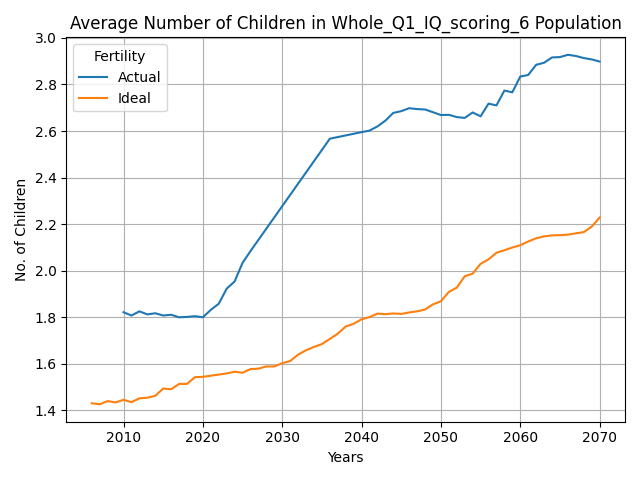 Average Number of Children in Whole_Q1_IQ_scoring_6 Population
Fertility
Actual
Ideal
No. of Children
3.0
2.8
2.6
2.4
2.2
2.0
1.8
1.6
1.4
2010 2020 2030 2040 2050 2060 2070
Years